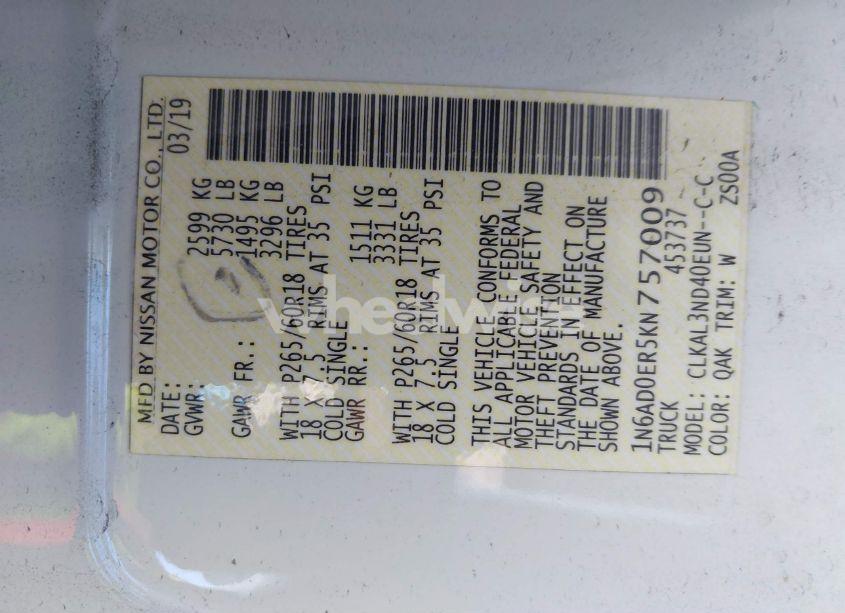 MFD BY NISSAN MOTOR CO., LTD.
DATE: 03/19
GVWR: 2599 KG
5730 LB
GAWR FR.: 1495 KG
3296 LB
WITH P265/60R18 TIRES
18 X 7.5 RIMS AT 35 PSI
COLD SINGLE
GAWR RR.: 1511 KG
3331 LB
WITH P265/60R18 TIRES
18 X 7.5 RIMS AT 35 PSI
COLD SINGLE
THIS VEHICLE CONFORMS TO
ALL APPLICABLE FEDERAL
MOTOR VEHICLE SAFETY AND
THEFT PREVENTION
STANDARDS IN EFFECT ON
THE DATE OF MANUFACTURE
SHOWN ABOVE.
1N6AD0ER5KN757009
TRUCK 453737
MODEL: CLKAL3ND40EUN--C-C
COLOR: QAK TRIM: W ZS00A